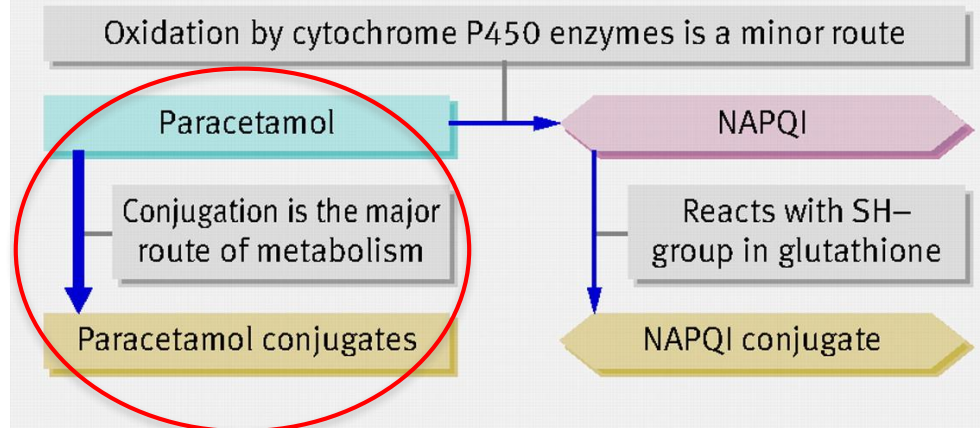 Oxidation by cytochrome P450 enzymes is a minor route
Paracetamol
NAPQI
Conjugation is the major
route of metabolism
Reacts with SH–
group in glutathione
Paracetamol conjugates
NAPQI conjugate